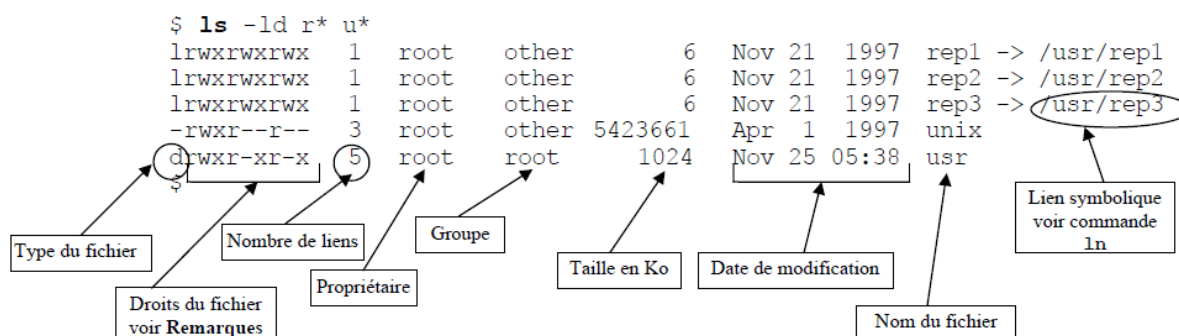 $ ls -ld r* u*
lrwxrwxrwx 1 root other 6 Nov 21 1997 rep1 -> /usr/rep1
lrwxrwxrwx 1 root other 6 Nov 21 1997 rep2 -> /usr/rep2
lrwxrwxrwx 1 root other 6 Nov 21 1997 rep3 -> /usr/rep3
-rwxr--r-- 3 root other 5423661 Apr 1 1997 unix
drwxr-xr-x 5 root root 1024 Nov 25 05:38 usr
$
Type du fichier
Nombre de liens
Groupe
Taille en Ko
Date de modification
Lien symbolique
voir commande
ln
Propriétaire
Droits du fichier
voir Remarques
Nom du fichier